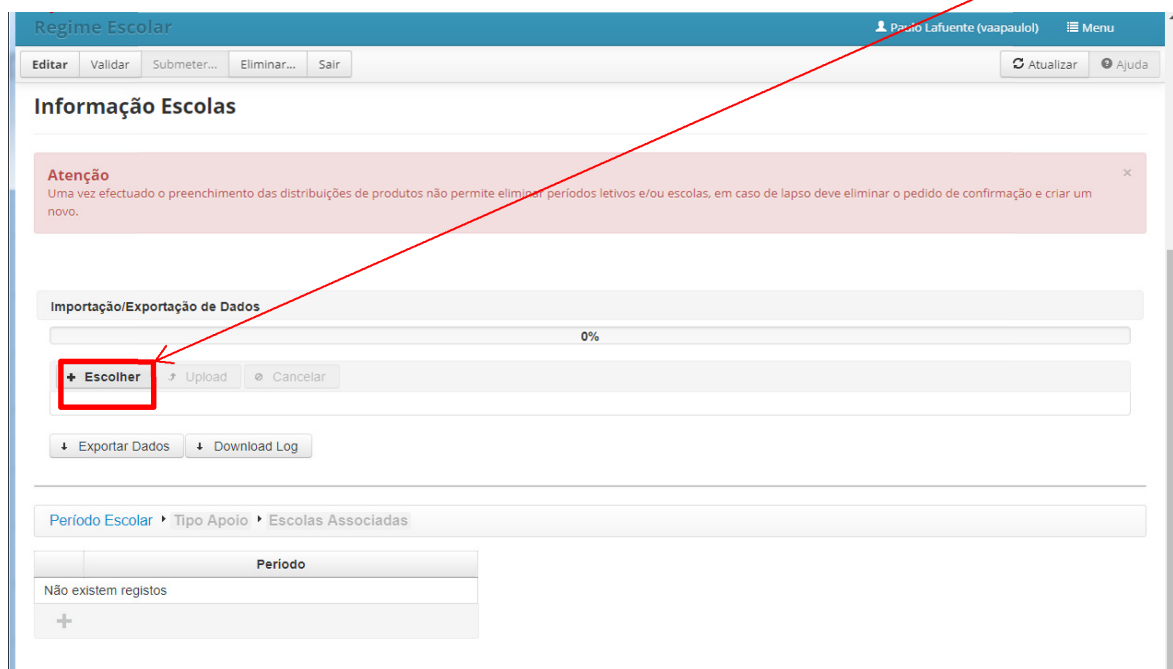 Regime Escolar
Paulo Lafuente (vaapaulol) Menu
Editar Validar Submeter... Eliminar... Sair Atualizar Ajuda
Informação Escolas
Atenção ×
Uma vez efectuado o preenchimento das distribuições de produtos não permite eliminar períodos letivos e/ou escolas, em caso de lapso deve eliminar o pedido de confirmação e criar um
novo.
Importação/Exportação de Dados
0%
+ Escolher Upload Cancelar
Exportar Dados Download Log
Período Escolar Tipo Apoio Escolas Associadas
Período
Não existem registos
+